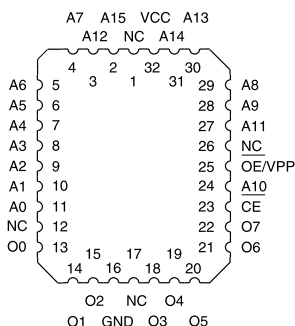 A7 A15 VCC A13
A12 NC A14
4 2 32 30
3 1 31
A6 5 29 A8
A5 6 28 A9
A4 7 27 A11
A3 8 26 NC
A2 9 25 OE/VPP
A1 10 24 A10
A0 11 23 CE
NC 12 22 O7
O0 13 21 O6
15 17 19
14 16 18 20
O2 NC O4
O1 GND O3 O5